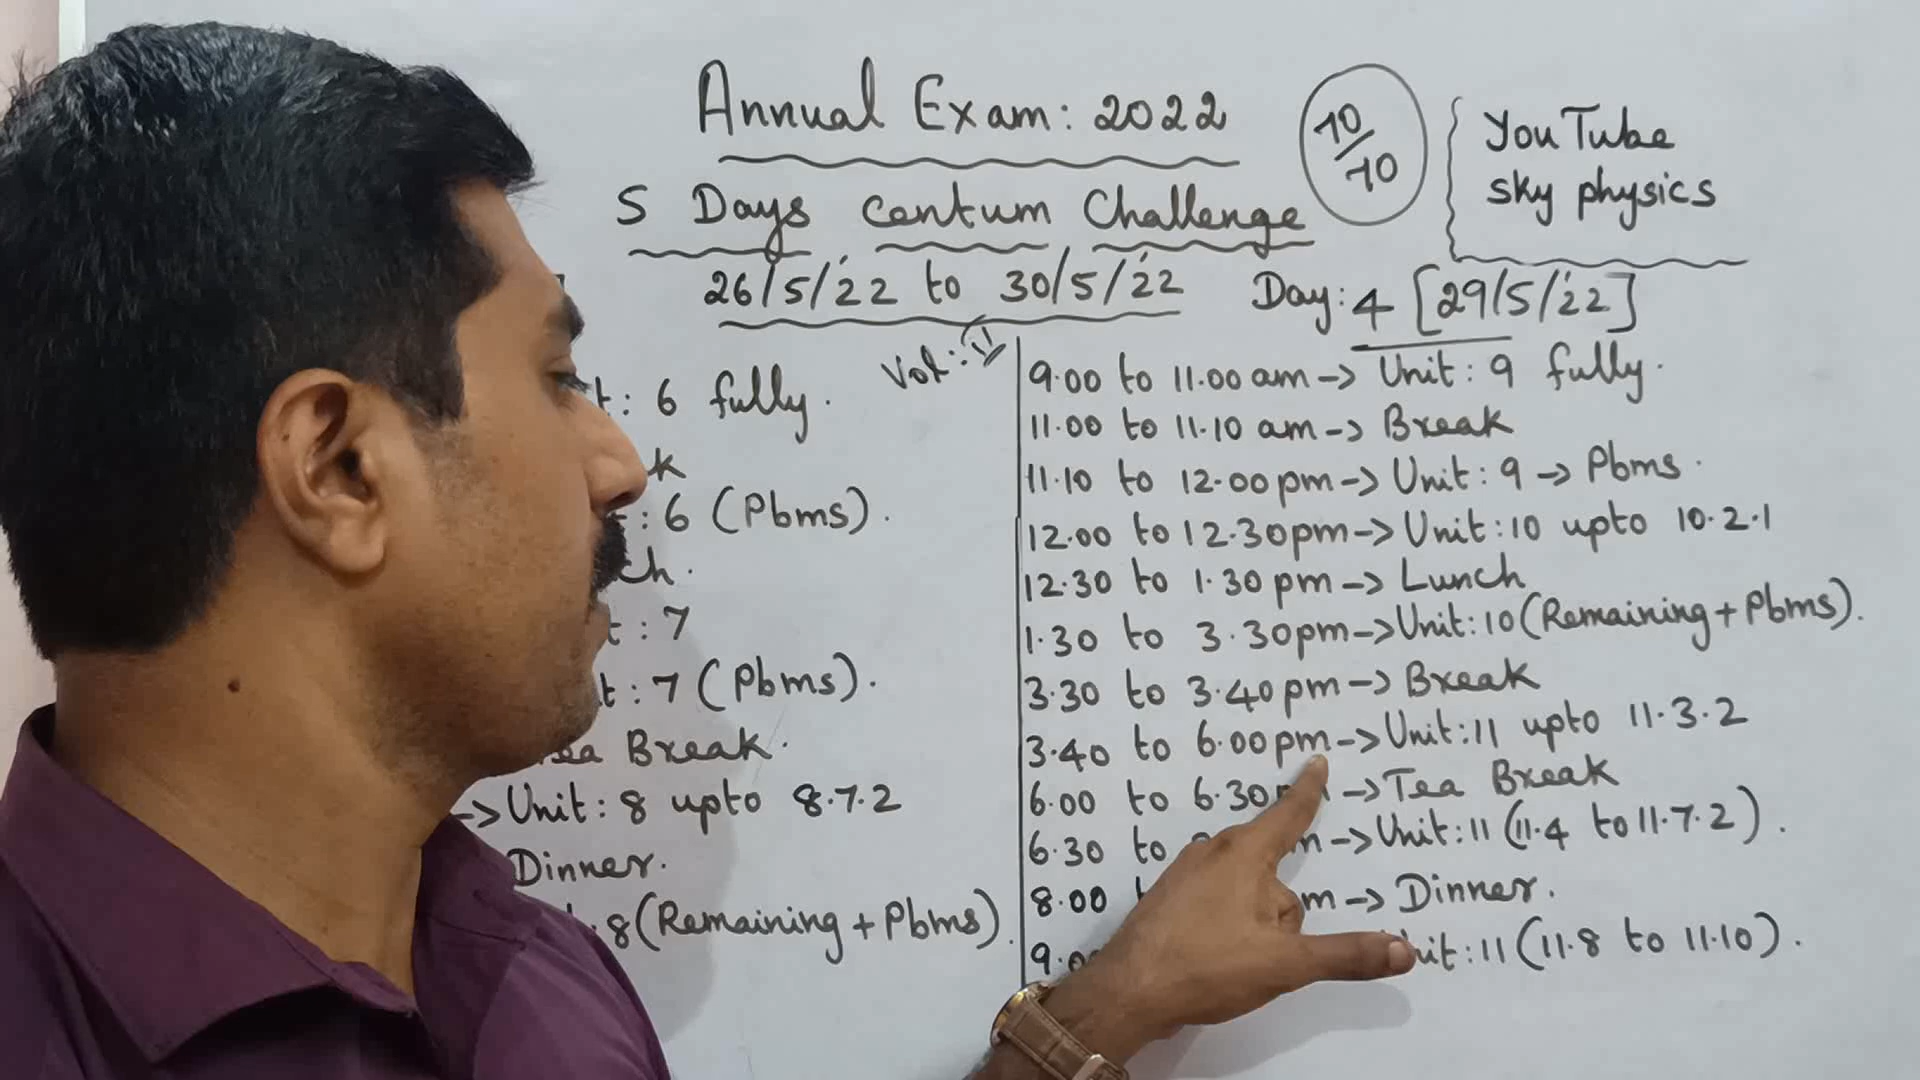 Annual Exam: 2022
10/10
YouTube
sky physics
5 Days centum Challenge
26/5/'22 to 30/5/'22
Day: 4 [29/5/'22]
Vol: II
t: 6 fully.
k
t: 6 (Pbms).
ch.
t: 7
t: 7 (Pbms).
ea Break.
-> Unit: 8 upto 8.7.2
Dinner.
: 8 (Remaining + Pbms).
9.00 to 11.00 am -> Unit: 9 fully.
11.00 to 11.10 am -> Break
11.10 to 12.00 pm -> Unit: 9 -> Pbms.
12.00 to 12.30 pm -> Unit: 10 upto 10.2.1
12.30 to 1.30 pm -> Lunch
1.30 to 3.30 pm -> Unit: 10 (Remaining + Pbms).
3.30 to 3.40 pm -> Break
3.40 to 6.00 pm -> Unit: 11 upto 11.3.2
6.00 to 6.30 p -> Tea Break
6.30 to m -> Unit: 11 (11.4 to 11.7.2).
8.00 m -> Dinner.
9.00 nit: 11 (11.8 to 11.10).